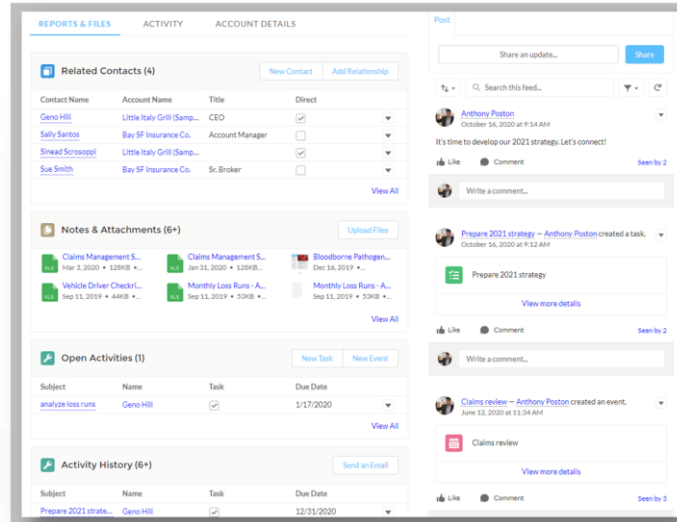 REPORTS & FILES ACTIVITY ACCOUNT DETAILS
Related Contacts (4) New Contact Add Relationship
Contact Name Account Name Title Direct
Geno Hill Little Italy Grill (Samp... CEO
Sally Santos Bay SF Insurance Co. Account Manager
Sinead Scrosoppi Little Italy Grill (Samp...
Sue Smith Bay SF Insurance Co. Sr. Broker
View All
Notes & Attachments (6+) Upload Files
Claims Management S... Claims Management S... Bloodborne Pathogen...
XLS Mar 3, 2020 • 128KB •... XLS Jan 31, 2020 • 128KB... Dec 16, 2019 •...
Vehicle Driver Checkri... Monthly Loss Runs - A... Monthly Loss Runs - A...
XLS Sep 11, 2019 • 44KB •... XLS Sep 11, 2019 • 53KB •... Sep 11, 2019 • 53KB •...
View All
Open Activities (1) New Task New Event
Subject Name Task Due Date
analyze loss runs Geno Hill 1/17/2020
View All
Activity History (6+) Send an Email
Subject Name Task Due Date
Prepare 2021 strate... Geno Hill 12/31/2020
Post
Share an update... Share
Search this feed...
Anthony Poston
October 16, 2020 at 9:14 AM
It's time to develop our 2021 strategy. Let's connect!
Like Comment Seen by 2
Write a comment...
Prepare 2021 strategy — Anthony Poston created a task.
October 16, 2020 at 9:12 AM
Prepare 2021 strategy
View more details
Like Comment Seen by 2
Write a comment...
Claims review — Anthony Poston created an event.
June 12, 2020 at 11:34 AM
Claims review
View more details
Like Comment Seen by 3